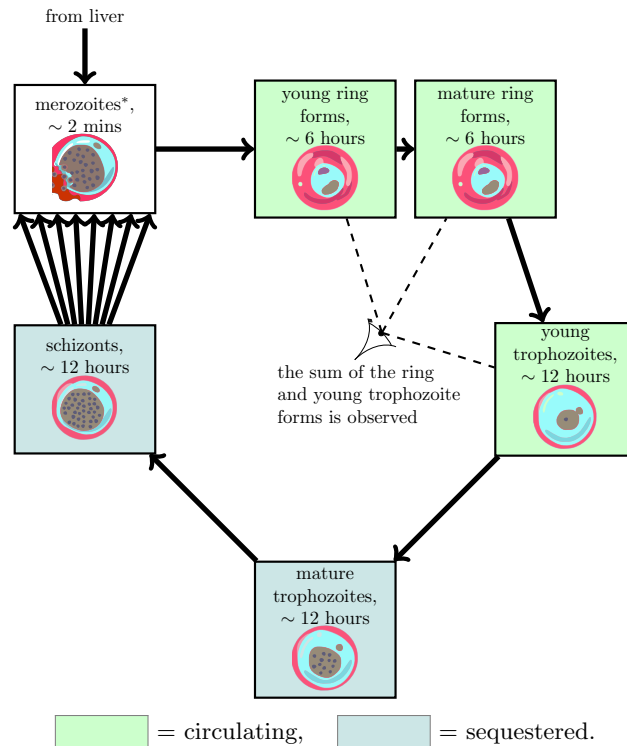 from liver
merozoites*,
~ 2 mins
young ring
forms,
~ 6 hours
mature ring
forms,
~ 6 hours
schizonts,
~ 12 hours
young
trophozoites,
~ 12 hours
the sum of the ring
and young trophozoite
forms is observed
mature
trophozoites,
~ 12 hours
= circulating,
= sequestered.